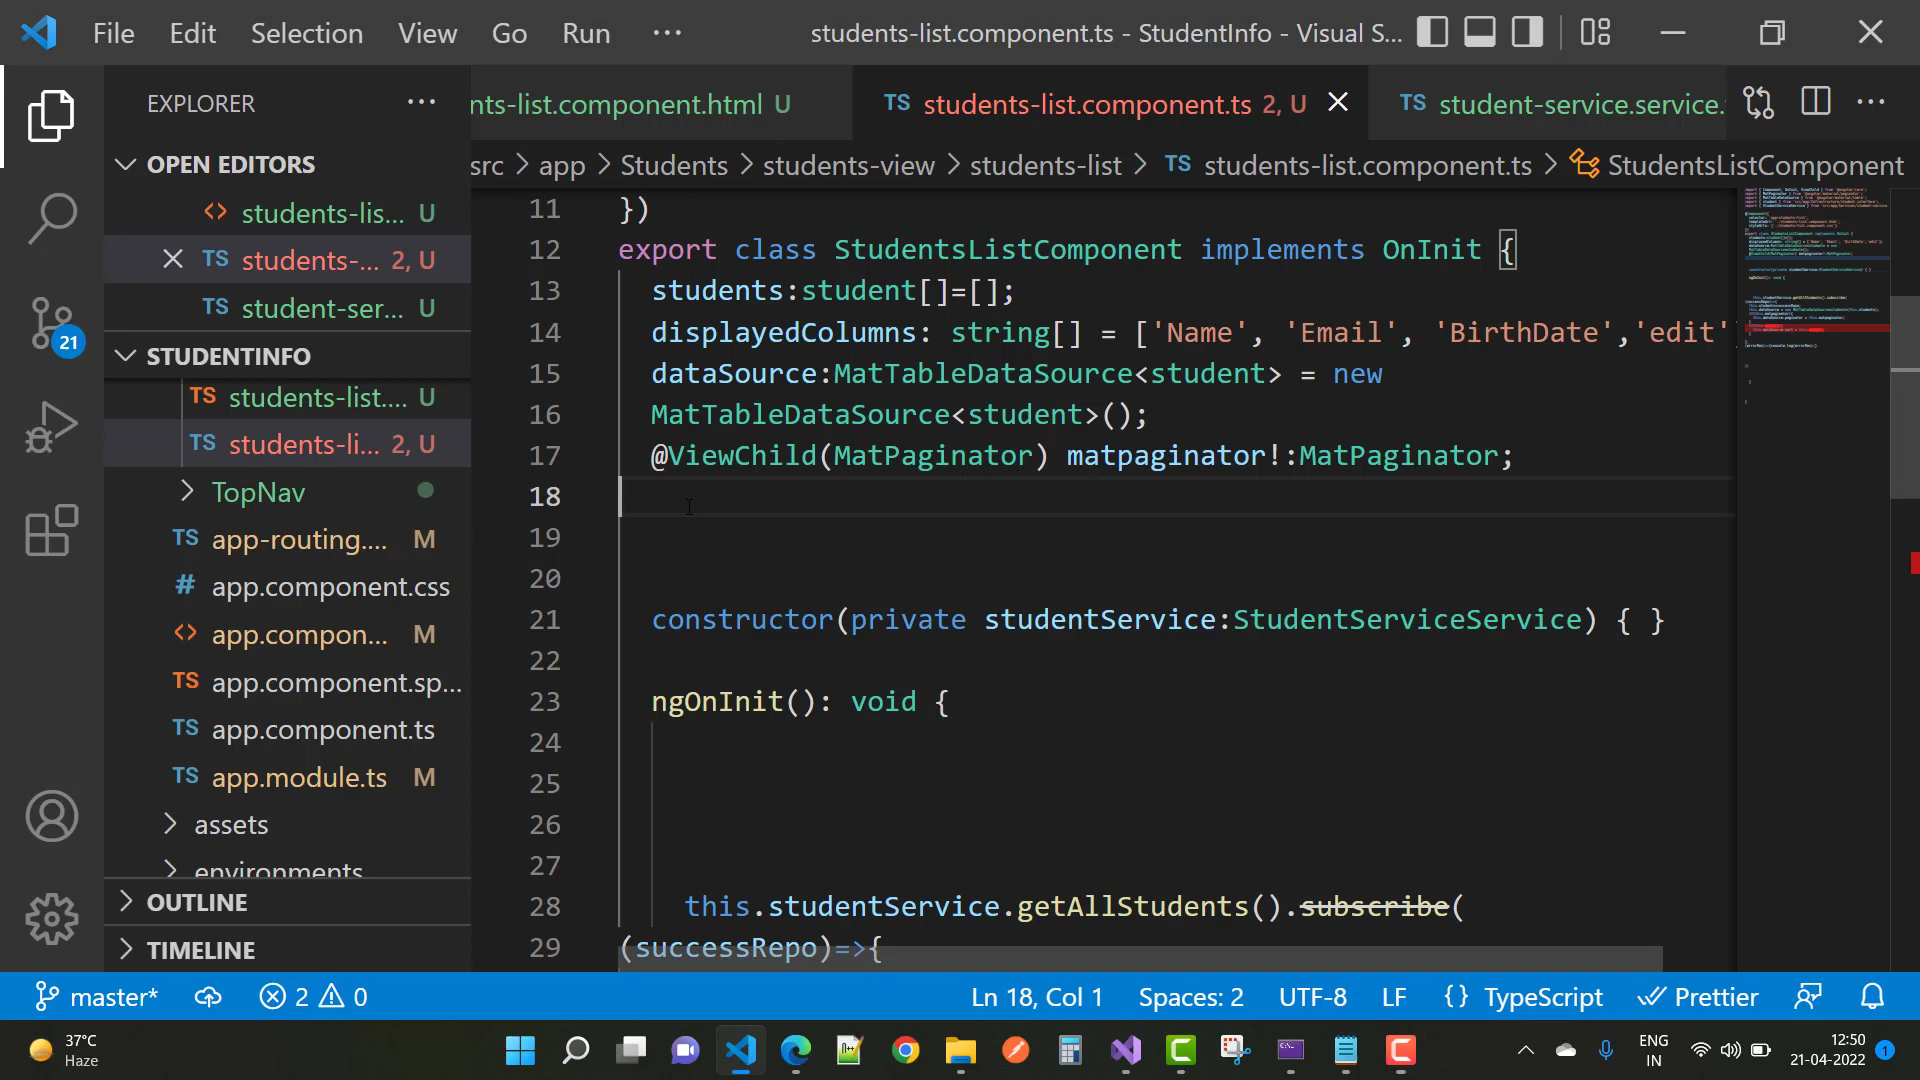 File Edit Selection View Go Run ···
students-list.component.ts - StudentInfo - Visual S...
EXPLORER ···
nts-list.component.html U
TS students-list.component.ts 2, U
TS student-service.service.
···
src > app > Students > students-view > students-list > TS students-list.component.ts > StudentsListComponent
OPEN EDITORS
students-lis... U
TS students-... 2, U
TS student-ser... U
STUDENTINFO
TS students-list.... U
TS students-li... 2, U
TopNav
TS app-routing.... M
# app.component.css
app.compon... M
TS app.component.sp...
TS app.component.ts
TS app.module.ts M
assets
environments
OUTLINE
TIMELINE
21
11 })
12 export class StudentsListComponent implements OnInit {
13 students:student[]=[];
14 displayedColumns: string[] = ['Name', 'Email', 'BirthDate','edit'
15 dataSource:MatTableDataSource<student> = new
16 MatTableDataSource<student>();
17 @ViewChild(MatPaginator) matpaginator!:MatPaginator;
18
19
20
21 constructor(private studentService:StudentServiceService) { }
22
23 ngOnInit(): void {
24
25
26
27
28 this.studentService.getAllStudents().subscribe(
29 (successRepo)=>{
master* 2 0
Ln 18, Col 1 Spaces: 2 UTF-8 LF {} TypeScript Prettier
37°C
Haze
ENG
IN
12:50
21-04-2022
1